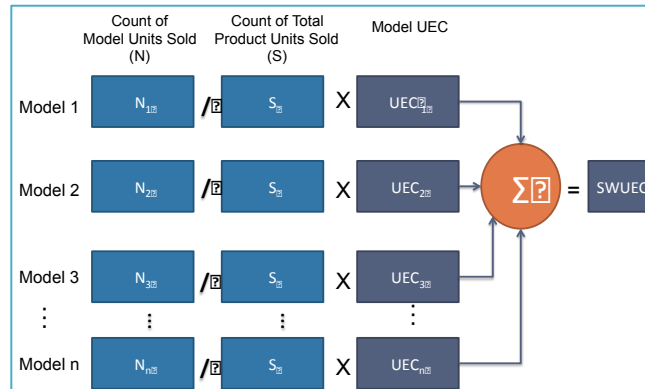 Count of Model Units Sold (N)
Count of Total Product Units Sold (S)
Model UEC
Model 1 N1 / S X UEC1
Model 2 N2 / S X UEC2
Σ = SWUEC
Model 3 N3 / S X UEC3
⋮ ⋮ ⋮ ⋮
Model n Nn / S X UECn